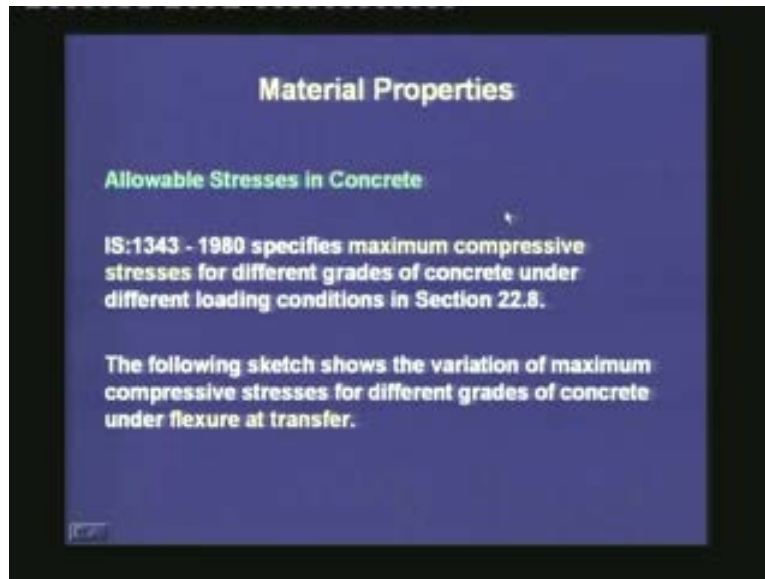 Material Properties
Allowable Stresses in Concrete
IS:1343 - 1980 specifies maximum compressive
stresses for different grades of concrete under
different loading conditions in Section 22.8.
The following sketch shows the variation of maximum
compressive stresses for different grades of concrete
under flexure at transfer.